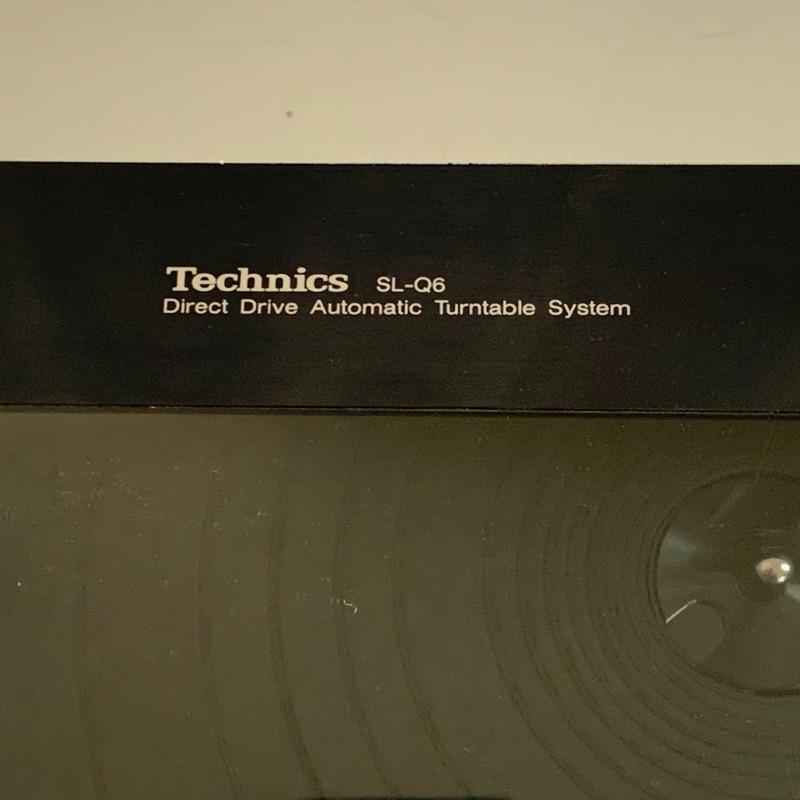 Technics SL-Q6
Direct Drive Automatic Turntable System